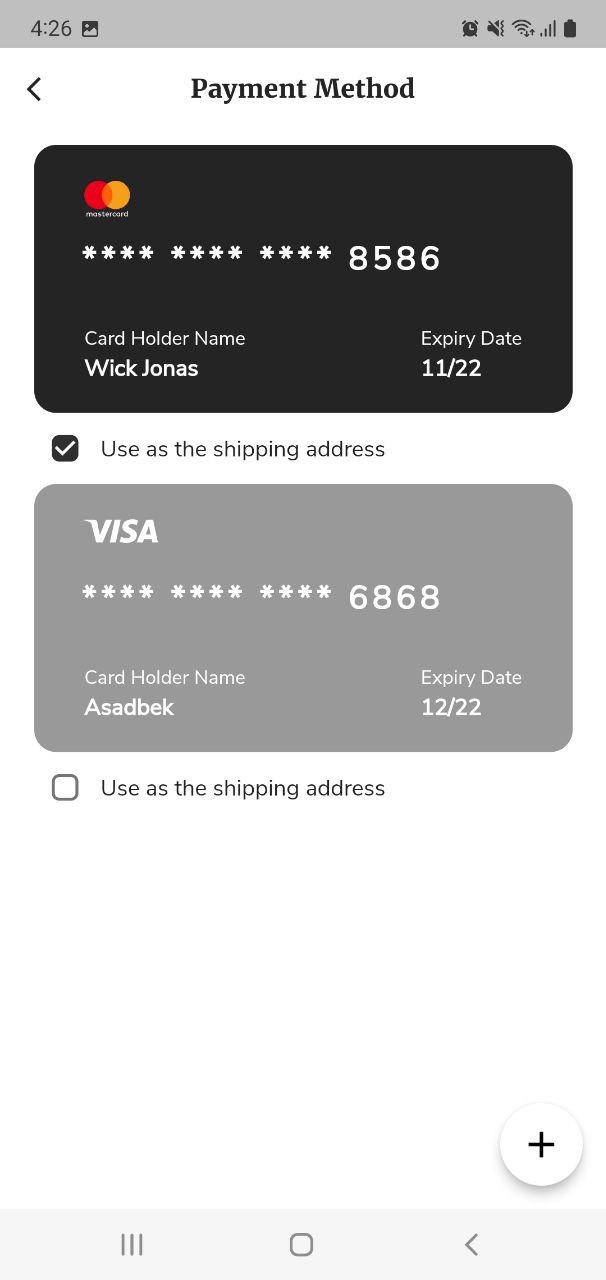 4:26
Payment Method
mastercard
**** **** **** 8586
Card Holder Name Expiry Date
Wick Jonas 11/22
Use as the shipping address
VISA
**** **** **** 6868
Card Holder Name Expiry Date
Asadbek 12/22
Use as the shipping address